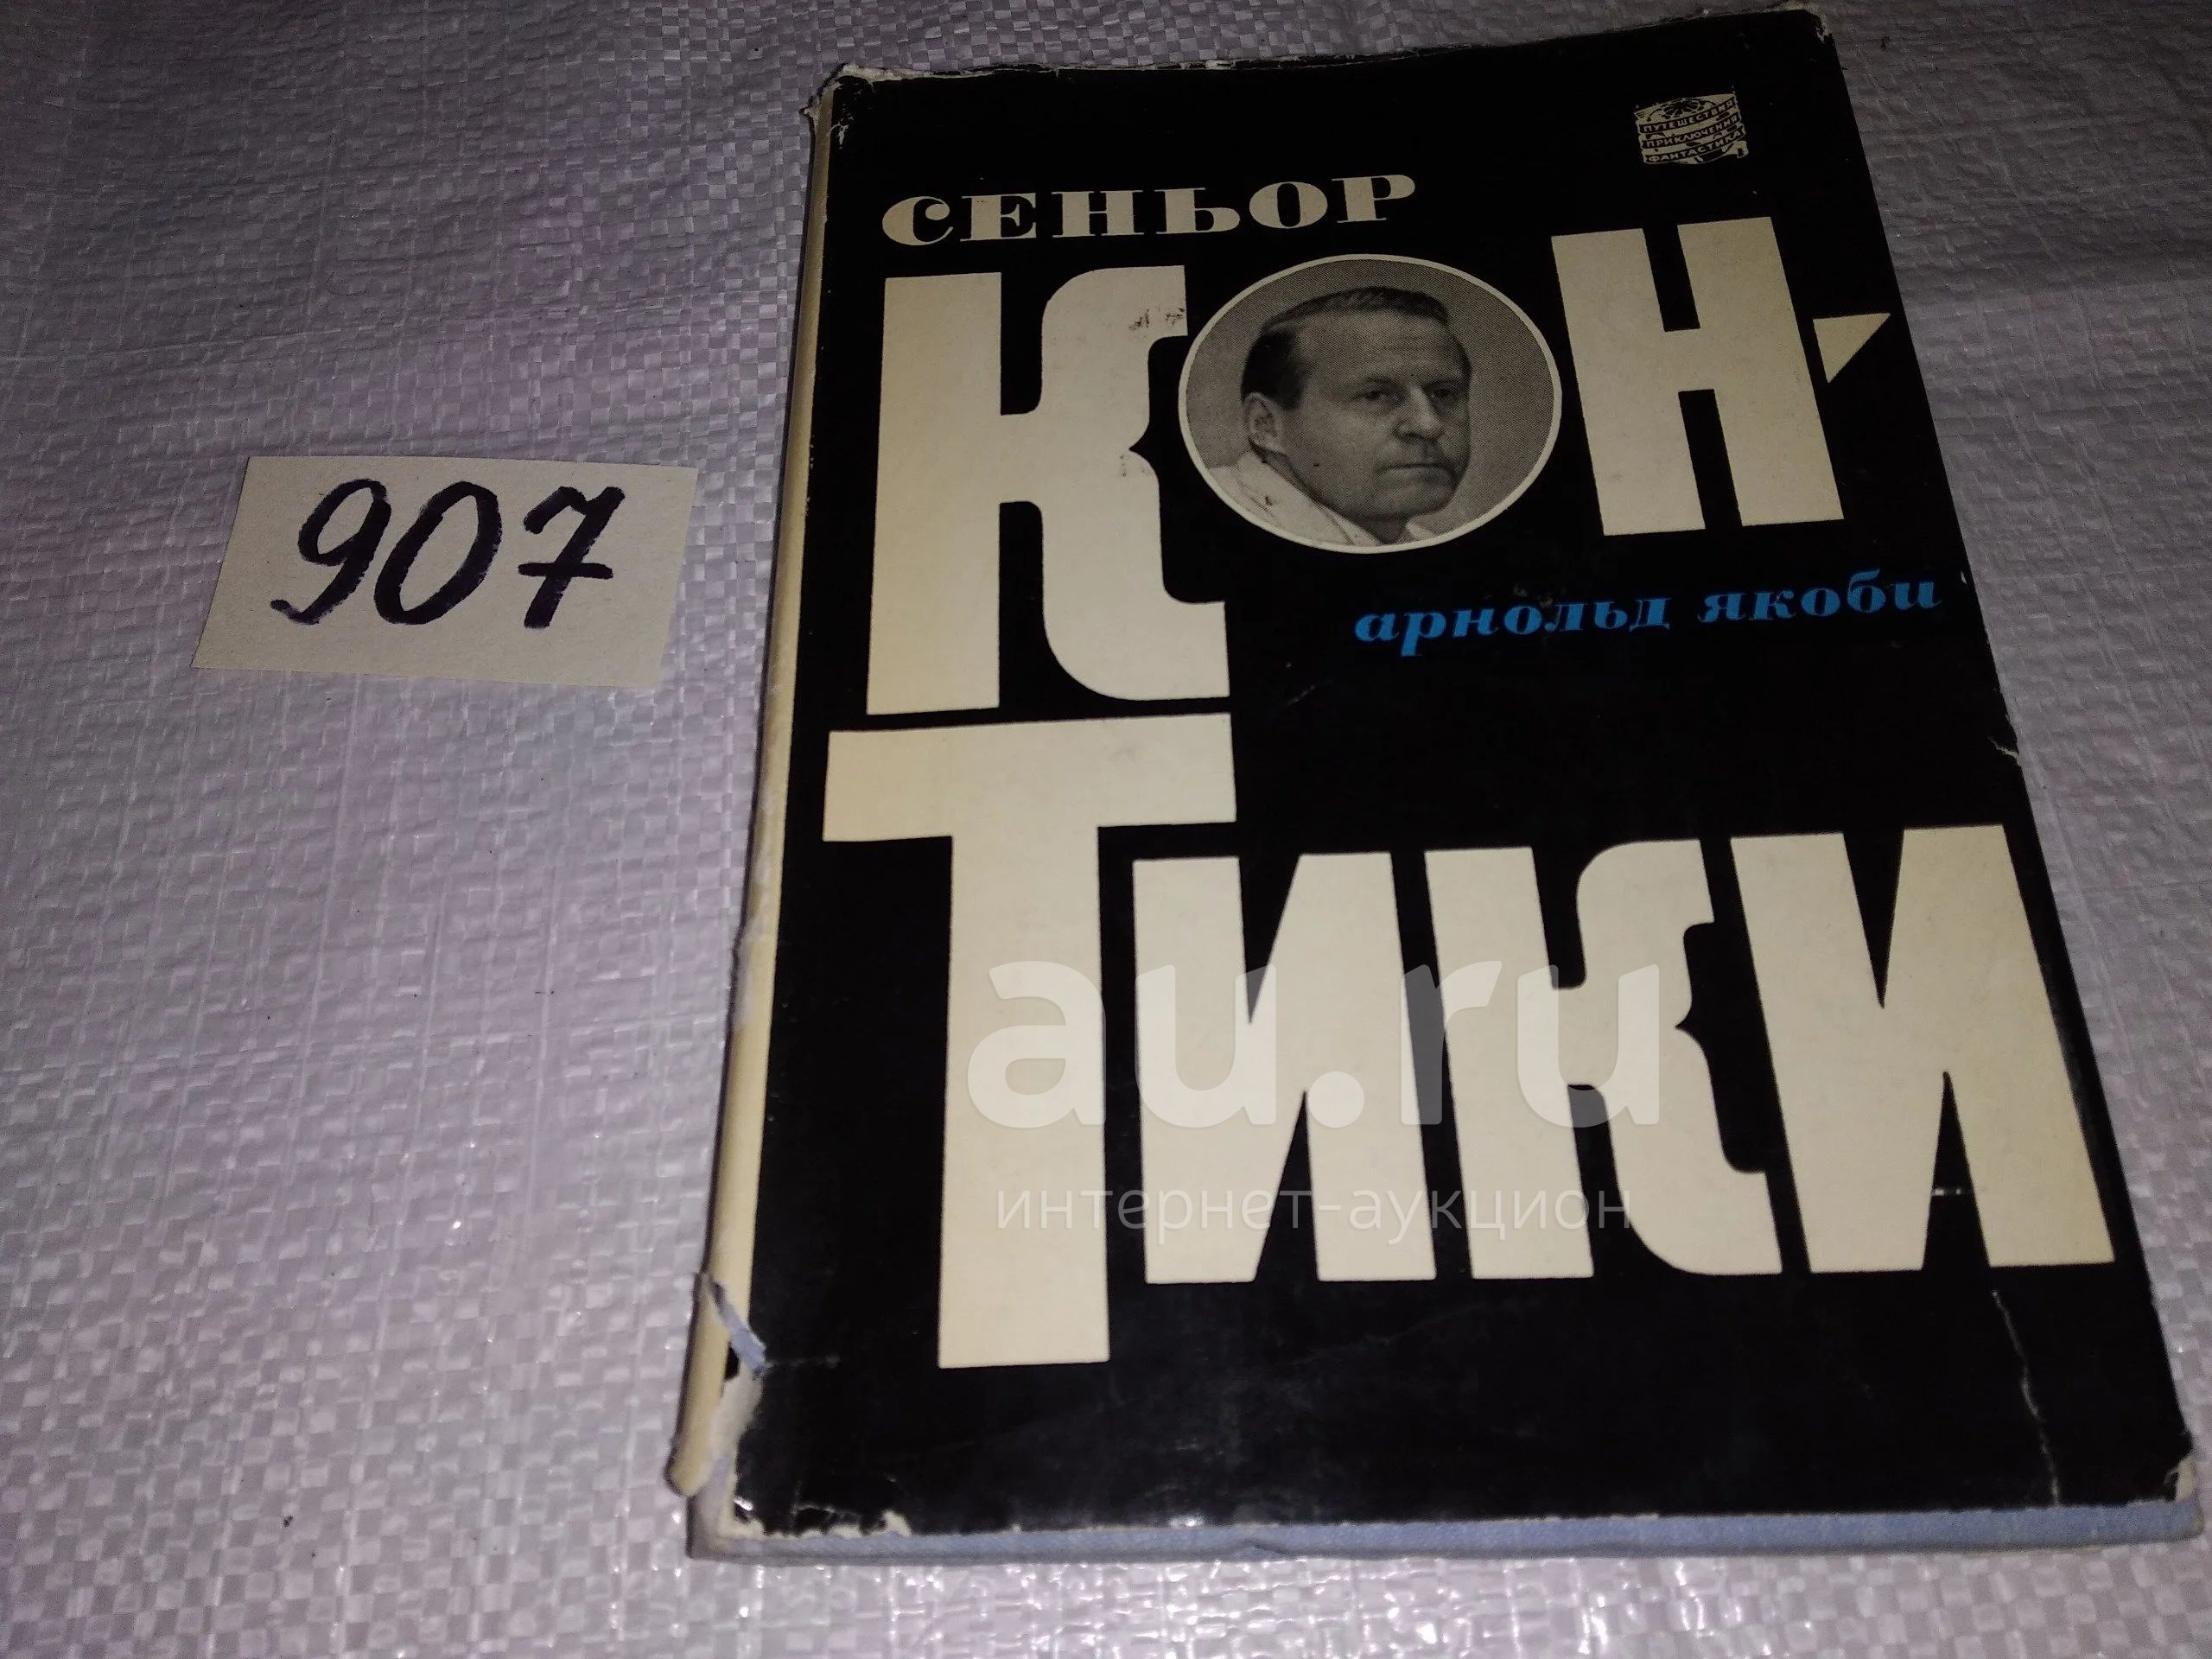 907
ПУТЕШЕСТВИЯ
ПРИКЛЮЧЕНИЯ
ФАНТАСТИКА
СЕНЬОР
КОН-
арнольд якоби
Тики
au.ru
интернет-аукцион